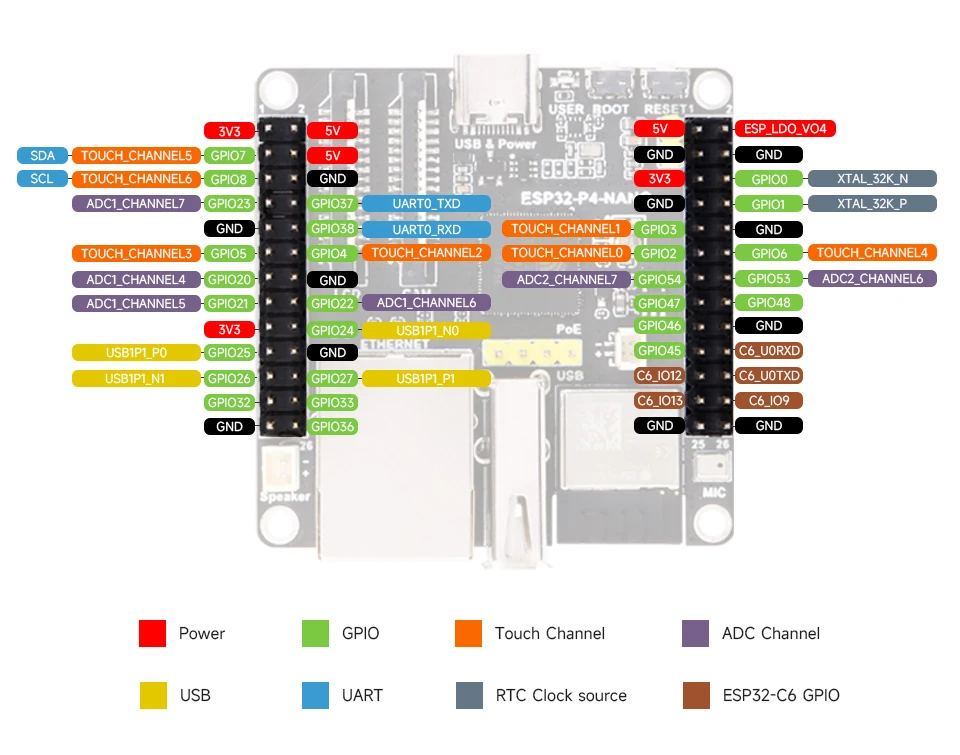 USER BOOT RESET
1 2 1 2
USB & Power
ESP32-P4-NAN
3V3 5V
SDA TOUCH_CHANNEL5 GPIO7 5V
SCL TOUCH_CHANNEL6 GPIO8 GND
ADC1_CHANNEL7 GPIO23 GPIO37 UART0_TXD
GND GPIO38 UART0_RXD
TOUCH_CHANNEL3 GPIO5 GPIO4 TOUCH_CHANNEL2
ADC1_CHANNEL4 GPIO20 GND
ADC1_CHANNEL5 GPIO21 GPIO22 ADC1_CHANNEL6
3V3 GPIO24 USB1P1_N0
USB1P1_P0 GPIO25 GND
USB1P1_N1 GPIO26 GPIO27 USB1P1_P1
GPIO32 GPIO33
GND GPIO36
5V ESP_LDO_VO4
GND GND
3V3 GPIO0 XTAL_32K_N
GND GPIO1 XTAL_32K_P
TOUCH_CHANNEL1 GPIO3 GND
TOUCH_CHANNEL0 GPIO2 GPIO6 TOUCH_CHANNEL4
ADC2_CHANNEL7 GPIO54 GPIO53 ADC2_CHANNEL6
GPIO47 GPIO48
GPIO46 GND
GPIO45 C6_U0RXD
C6_IO12 C6_U0TXD
C6_IO13 C6_IO9
GND GND
PoE
ETHERNET
USB
26 25 26
Speaker
MIC
Power GPIO Touch Channel ADC Channel
USB UART RTC Clock source ESP32-C6 GPIO